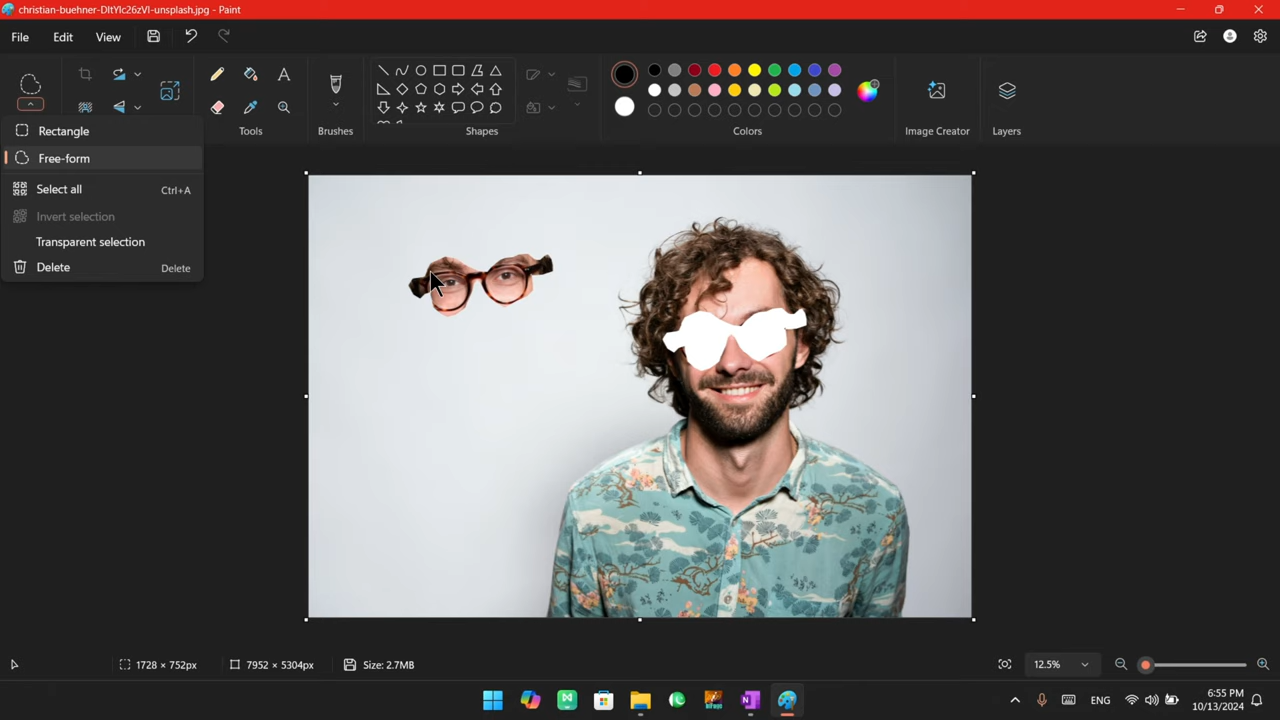 christian-buehner-DItYlc26zVI-unsplash.jpg - Paint
File Edit View
Rectangle
Free-form
Select all Ctrl+A
Invert selection
Transparent selection
Delete Delete
Tools
Brushes
Shapes
Colors
Image Creator
Layers
1728 × 752px
7952 × 5304px
Size: 2.7MB
12.5%
ENG
6:55 PM
10/13/2024